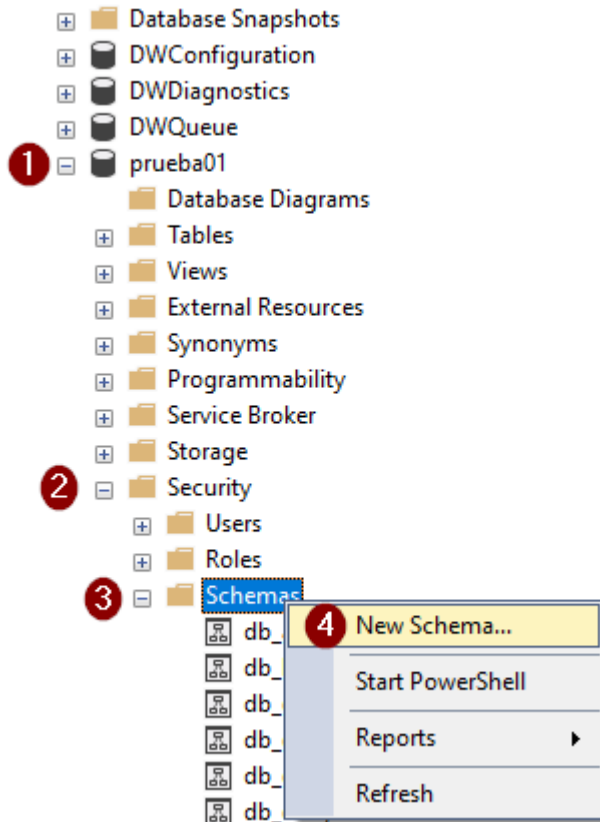 Database Snapshots
DWConfiguration
DWDiagnostics
DWQueue
1 prueba01
Database Diagrams
Tables
Views
External Resources
Synonyms
Programmability
Service Broker
Storage
2 Security
Users
Roles
3 Schemas
4 New Schema...
db_
Start PowerShell
db_
db_
Reports
db_
db_
Refresh
db_